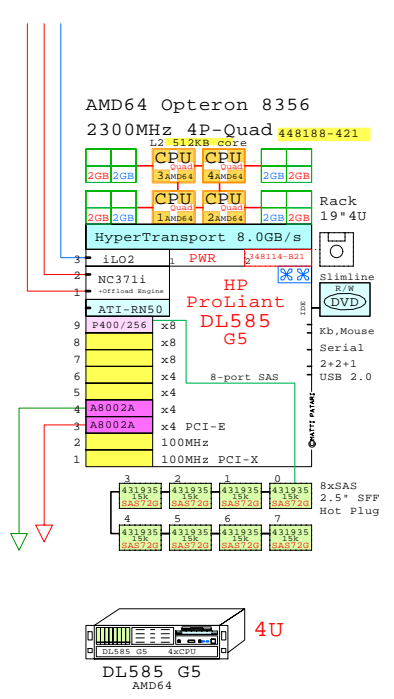 AMD64 Opteron 8356
2300MHz 4P-Quad 448188-421
L2 512KB core
CPU CPU
Quad Quad
3AMD64 4AMD64
2GB 2GB 2GB 2GB
CPU CPU
Quad Quad
1AMD64 2AMD64
2GB 2GB 2GB 2GB
Rack
19"4U
HyperTransport 8.0GB/s
3 iLO2 1 PWR 2 348114-B21
2 NC371i
1 +Offload Engine
ATI-RN50
HP
ProLiant
DL585
G5
Slimline
R/W
DVD
IDE
9 P400/256 x8
8 x8
7 x8
6 x4 8-port SAS
5 x4
4 A8002A x4
3 A8002A x4 PCI-E
2 100MHz
1 100MHz PCI-X
Kb,Mouse
Serial
2+2+1
USB 2.0
©MATTI PATARI
3 2 1 0
431935 431935 431935 431935
15k 15k 15k 15k
SAS72G SAS72G SAS72G SAS72G
8xSAS
2.5" SFF
Hot Plug
4 5 6 7
431935 431935 431935 431935
15k 15k 15k 15k
SAS72G SAS72G SAS72G SAS72G
4U
DL585 G5 4xCPU
DL585 G5
AMD64